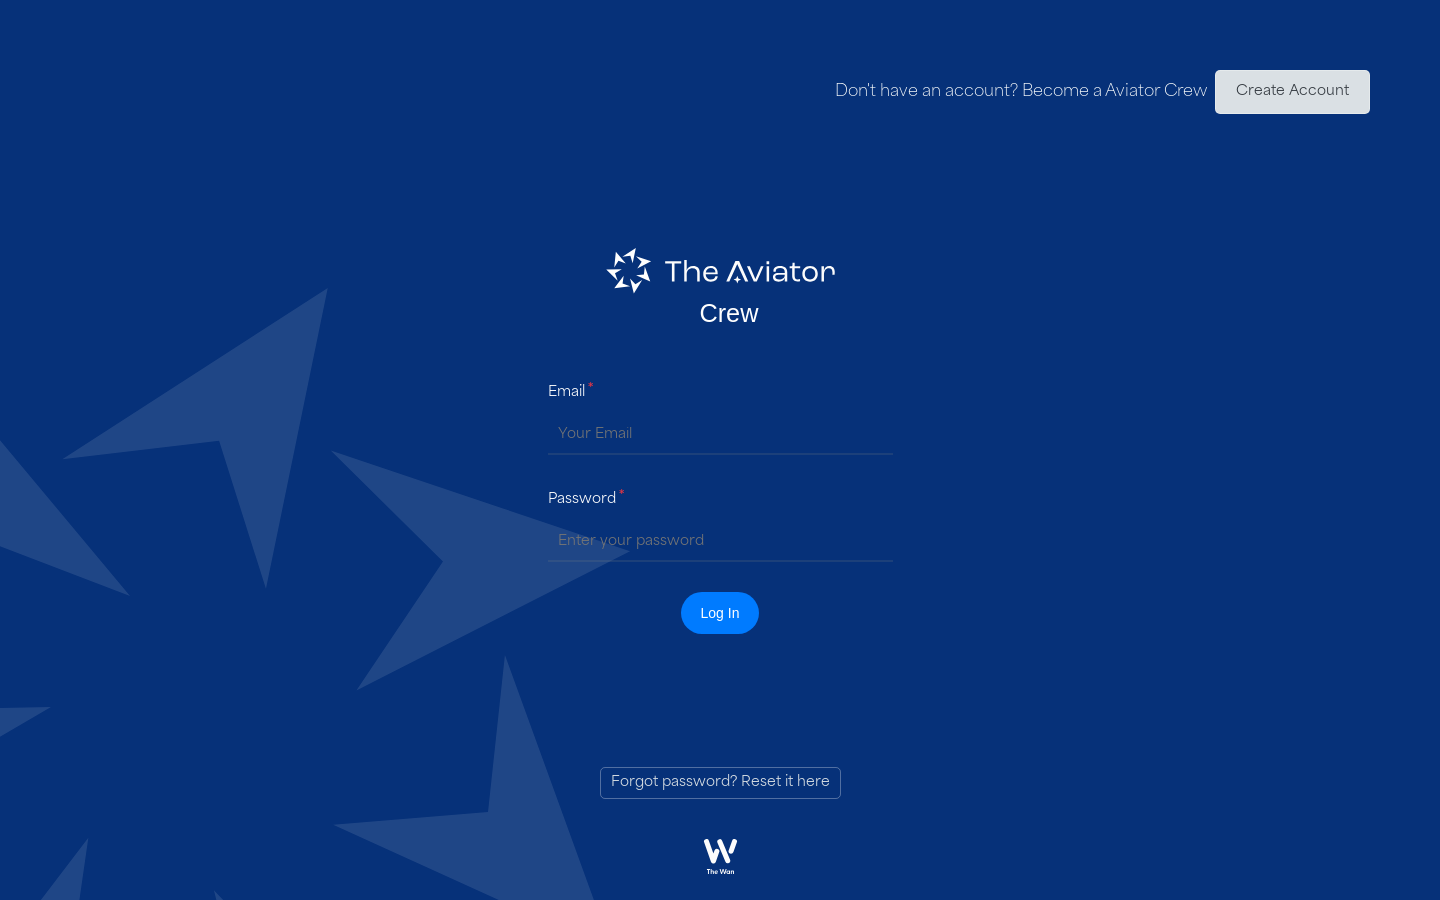 Don't have an account? Become a Aviator Crew
Create Account
The Aviator
Crew
Email *
Your Email
Password *
Enter your password
Log In
Forgot password? Reset it here
W
The Wan